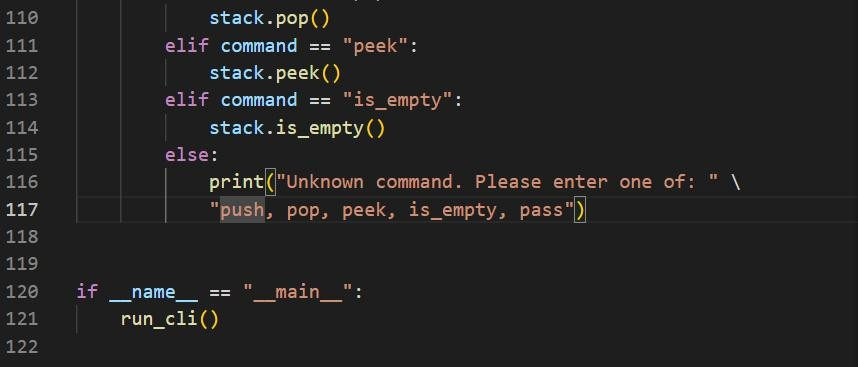 110 stack.pop()
111 elif command == "peek":
112 stack.peek()
113 elif command == "is_empty":
114 stack.is_empty()
115 else:
116 print("Unknown command. Please enter one of: " \
117 "push, pop, peek, is_empty, pass")
118
119
120 if __name__ == "__main__":
121 run_cli()
122